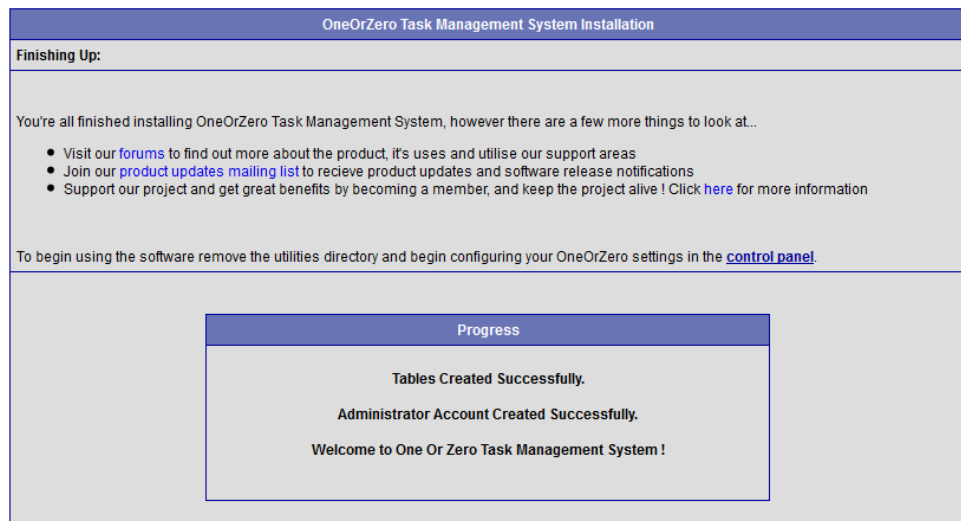 OneOrZero Task Management System Installation
Finishing Up:
You're all finished installing OneOrZero Task Management System, however there are a few more things to look at...
Visit our forums to find out more about the product, it's uses and utilise our support areas
Join our product updates mailing list to recieve product updates and software release notifications
Support our project and get great benefits by becoming a member, and keep the project alive ! Click here for more information
To begin using the software remove the utilities directory and begin configuring your OneOrZero settings in the control panel.
Progress
Tables Created Successfully.
Administrator Account Created Successfully.
Welcome to One Or Zero Task Management System !